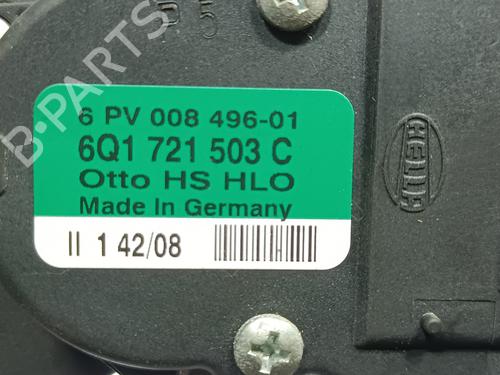 6 PV 008 496-01
6Q1 721 503 C
Otto HS HLO
Made In Germany
II 1 42/08
HELLA
B-PARTS